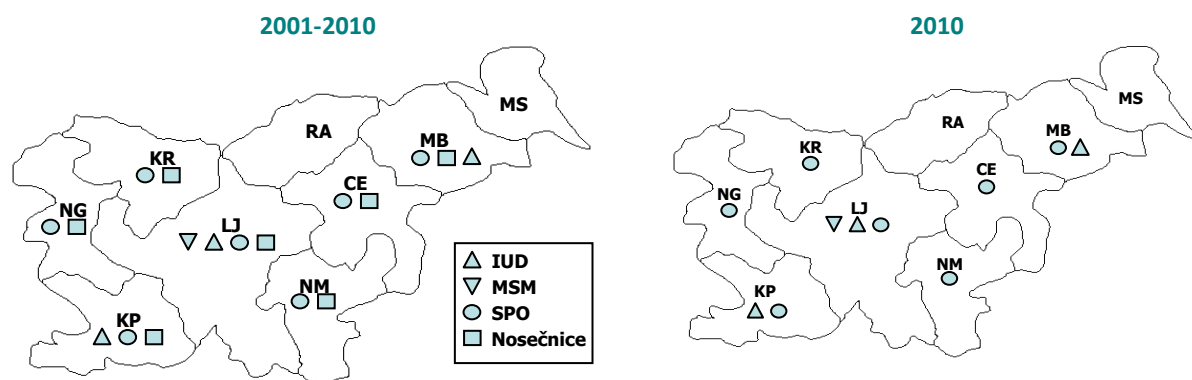 2001-2010
MS
RA
MB
KR
CE
NG
LJ
NM
KP
IUD
MSM
SPO
Nosečnice
2010
MS
RA
MB
KR
CE
NG
LJ
NM
KP